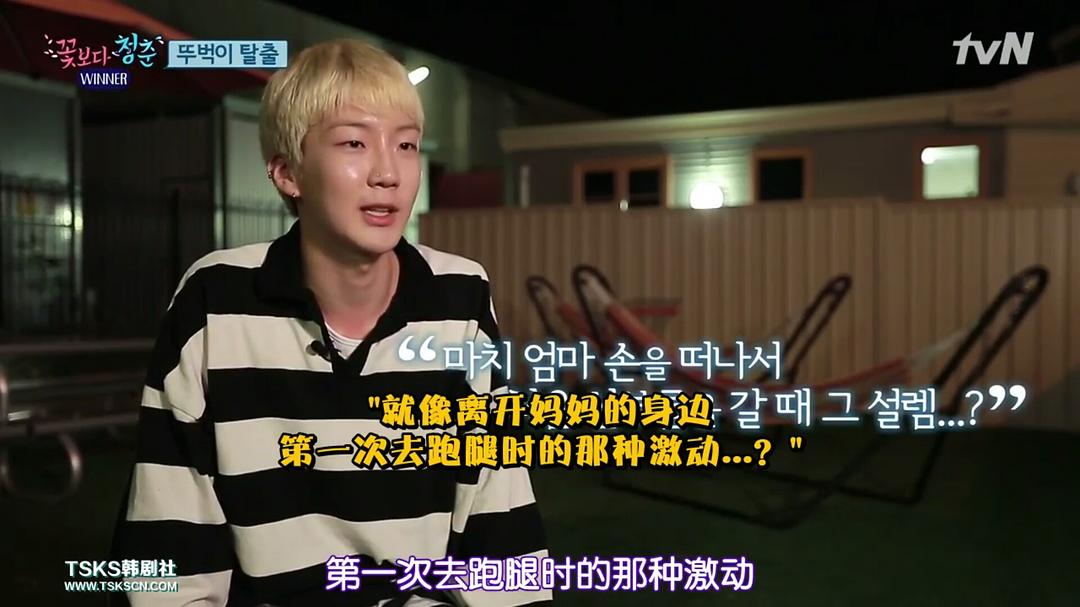 꽃보다 청춘
WINNER
뚜벅이 탈출
tvN
“마치 엄마 손을 떠나서
갈 때 그 설렘...?”
"就像离开妈妈的身边
第一次去跑腿时的那种激动...? "
第一次去跑腿时的那种激动
TSKS韩剧社
WWW.TSKSCN.COM